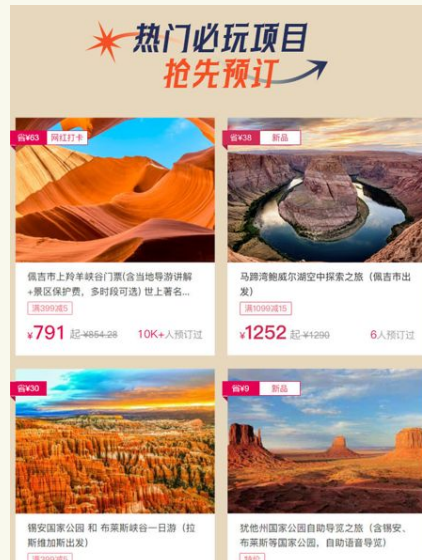 热门必玩项目
抢先预订
省¥63 网红打卡
省¥38 新品
佩吉市上羚羊峡谷门票(含当地导游讲解
+景区保护费，多时段可选) 世上著名...
满399减5
¥791 起 ¥854.28 10K+人预订过
马蹄湾鲍威尔湖空中探索之旅（佩吉市出
发）
满1099减15
¥1252 起 ¥1290 6人预订过
省¥30
省¥9 新品
锡安国家公园 和 布莱斯峡谷一日游（拉
斯维加斯出发）
满399减5
犹他州国家公园自助导览之旅（含锡安、
布莱斯等国家公园，自助语音导览）
特价